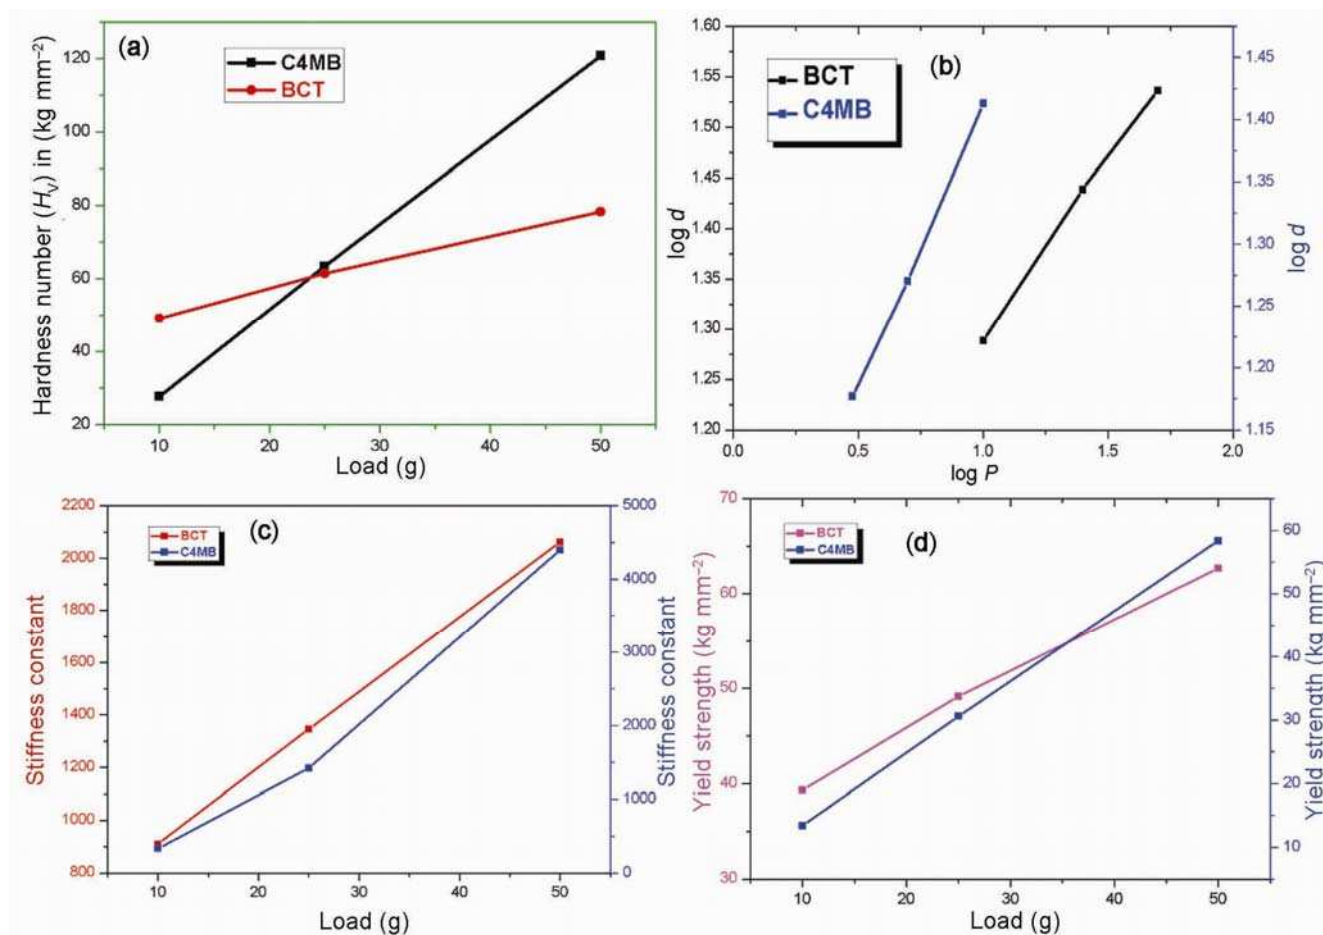 (a)
C4MB
BCT
Hardness number (Hᵥ) in (kg mm⁻²)
120
100
80
60
40
20
10 20 30 40 50
Load (g)
(b)
BCT
C4MB
log d
1.60
1.55
1.50
1.45
1.40
1.35
1.30
1.25
1.20
0.0 0.5 1.0 1.5 2.0
log P
1.45
1.40
1.35
1.30
1.25
1.20
1.15
log d
(c)
BCT
C4MB
Stiffness constant
2200
2000
1800
1600
1400
1200
1000
800
10 20 30 40 50
Load (g)
5000
4000
3000
2000
1000
0
Stiffness constant
(d)
BCT
C4MB
Yield strength (kg mm⁻²)
70
60
50
40
30
10 20 30 40 50
Load (g)
60
50
40
30
20
10
Yield strength (kg mm⁻²)